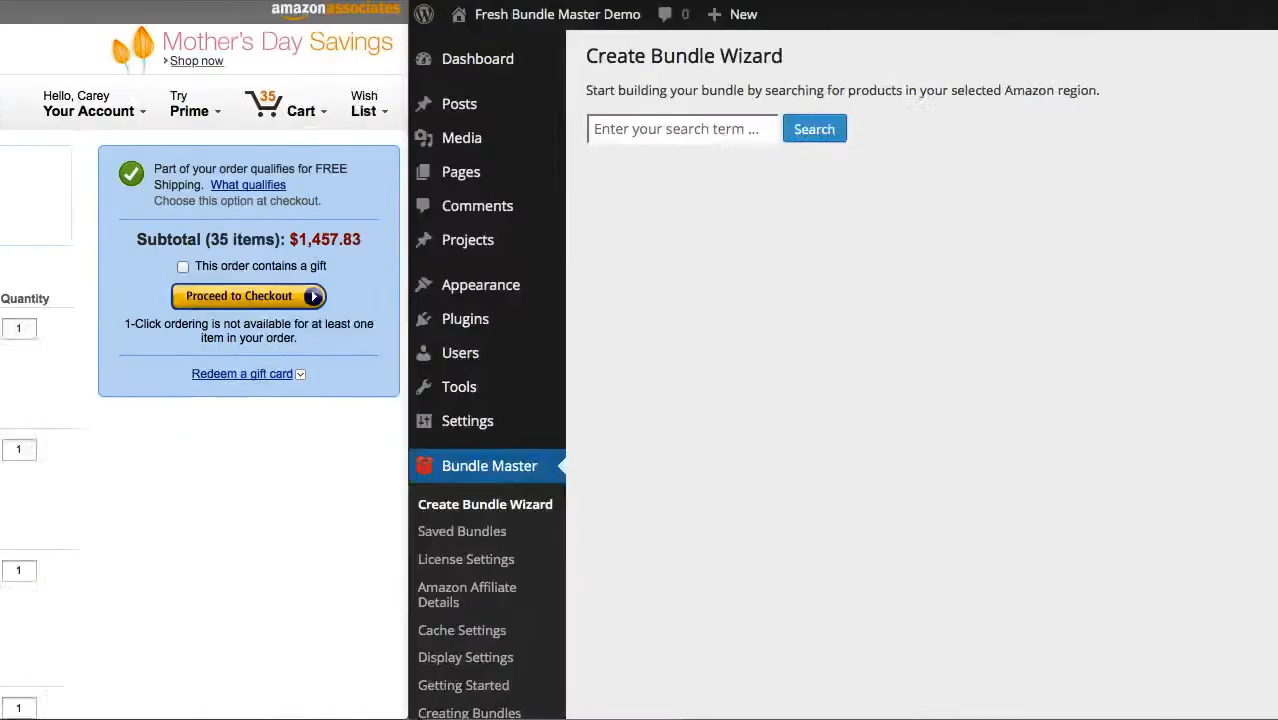 amazonassociates
Mother's Day Savings
Shop now
Hello, Carey
Your Account
Try
Prime
35
Cart
Wish
List
Part of your order qualifies for FREE
Shipping. What qualifies
Choose this option at checkout.
Subtotal (35 items): $1,457.83
This order contains a gift
Proceed to Checkout
1-Click ordering is not available for at least one
item in your order.
Redeem a gift card
Quantity
1
1
1
1
Fresh Bundle Master Demo
0
New
Dashboard
Posts
Media
Pages
Comments
Projects
Appearance
Plugins
Users
Tools
Settings
Bundle Master
Create Bundle Wizard
Saved Bundles
License Settings
Amazon Affiliate
Details
Cache Settings
Display Settings
Getting Started
Creating Bundles
Create Bundle Wizard
Start building your bundle by searching for products in your selected Amazon region.
Enter your search term ...
Search